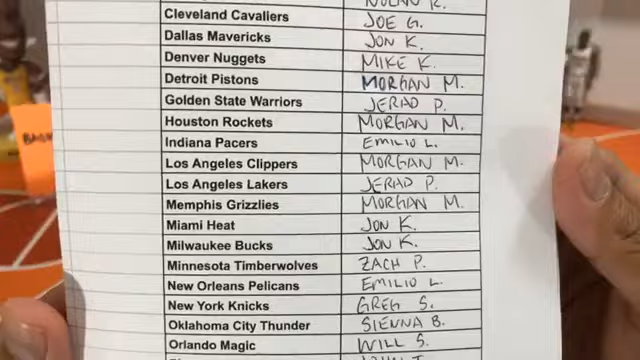 NOLAN R.
Cleveland Cavaliers JOE G.
Dallas Mavericks JON K.
Denver Nuggets MIKE K.
Detroit Pistons MORGAN M.
Golden State Warriors JERAD P.
Houston Rockets MORGAN M.
Indiana Pacers EMILIO L.
Los Angeles Clippers MORGAN M.
Los Angeles Lakers JERAD P.
Memphis Grizzlies MORGAN M.
Miami Heat JON K.
Milwaukee Bucks JON K.
Minnesota Timberwolves ZACH P.
New Orleans Pelicans EMILIO L.
New York Knicks GREG S.
Oklahoma City Thunder SIENNA B.
Orlando Magic WILL S.